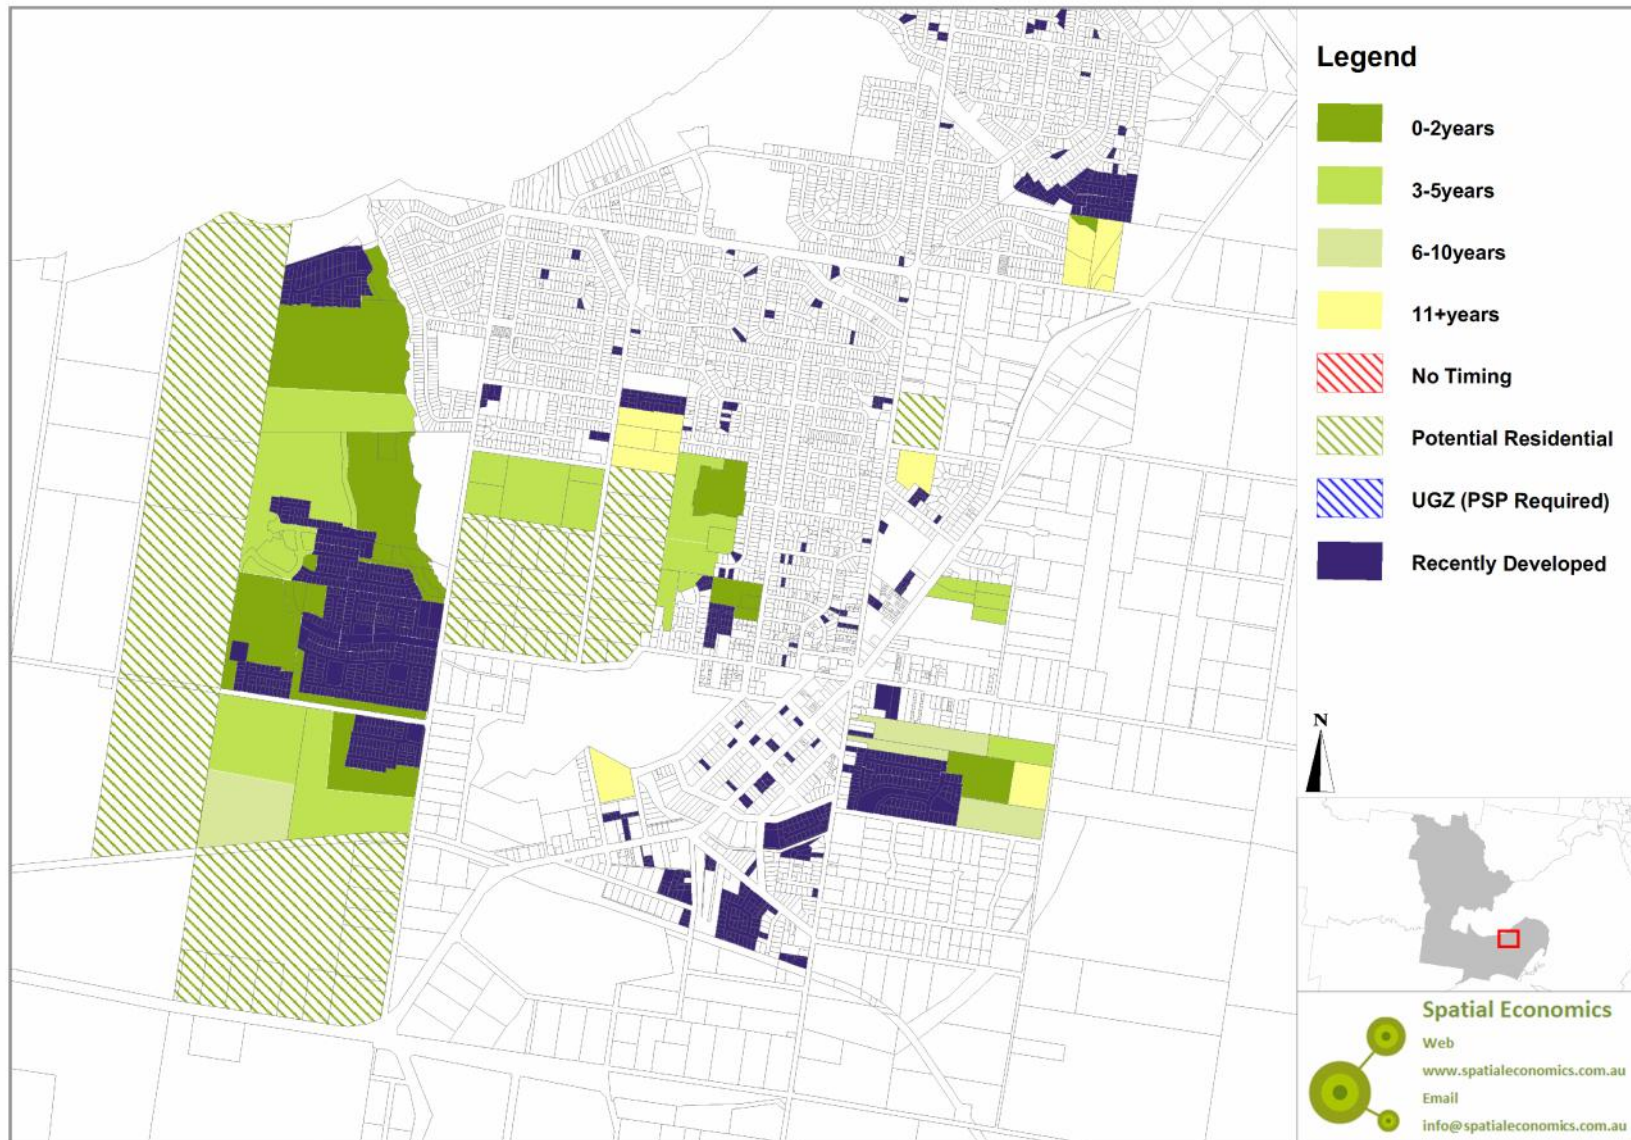 Legend
0-2years
3-5years
6-10years
11+years
No Timing
Potential Residential
UGZ (PSP Required)
Recently Developed
N
Spatial Economics
Web
www.spatialeconomics.com.au
Email
info@spatialeconomics.com.au